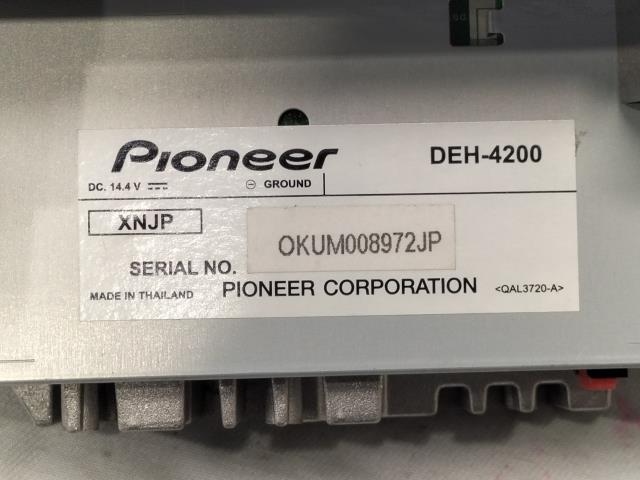 Pioneer DEH-4200
DC. 14.4 V ⎓ ⊖ GROUND
XNJP
SERIAL NO. OKUM008972JP
MADE IN THAILAND PIONEER CORPORATION <QAL3720-A>